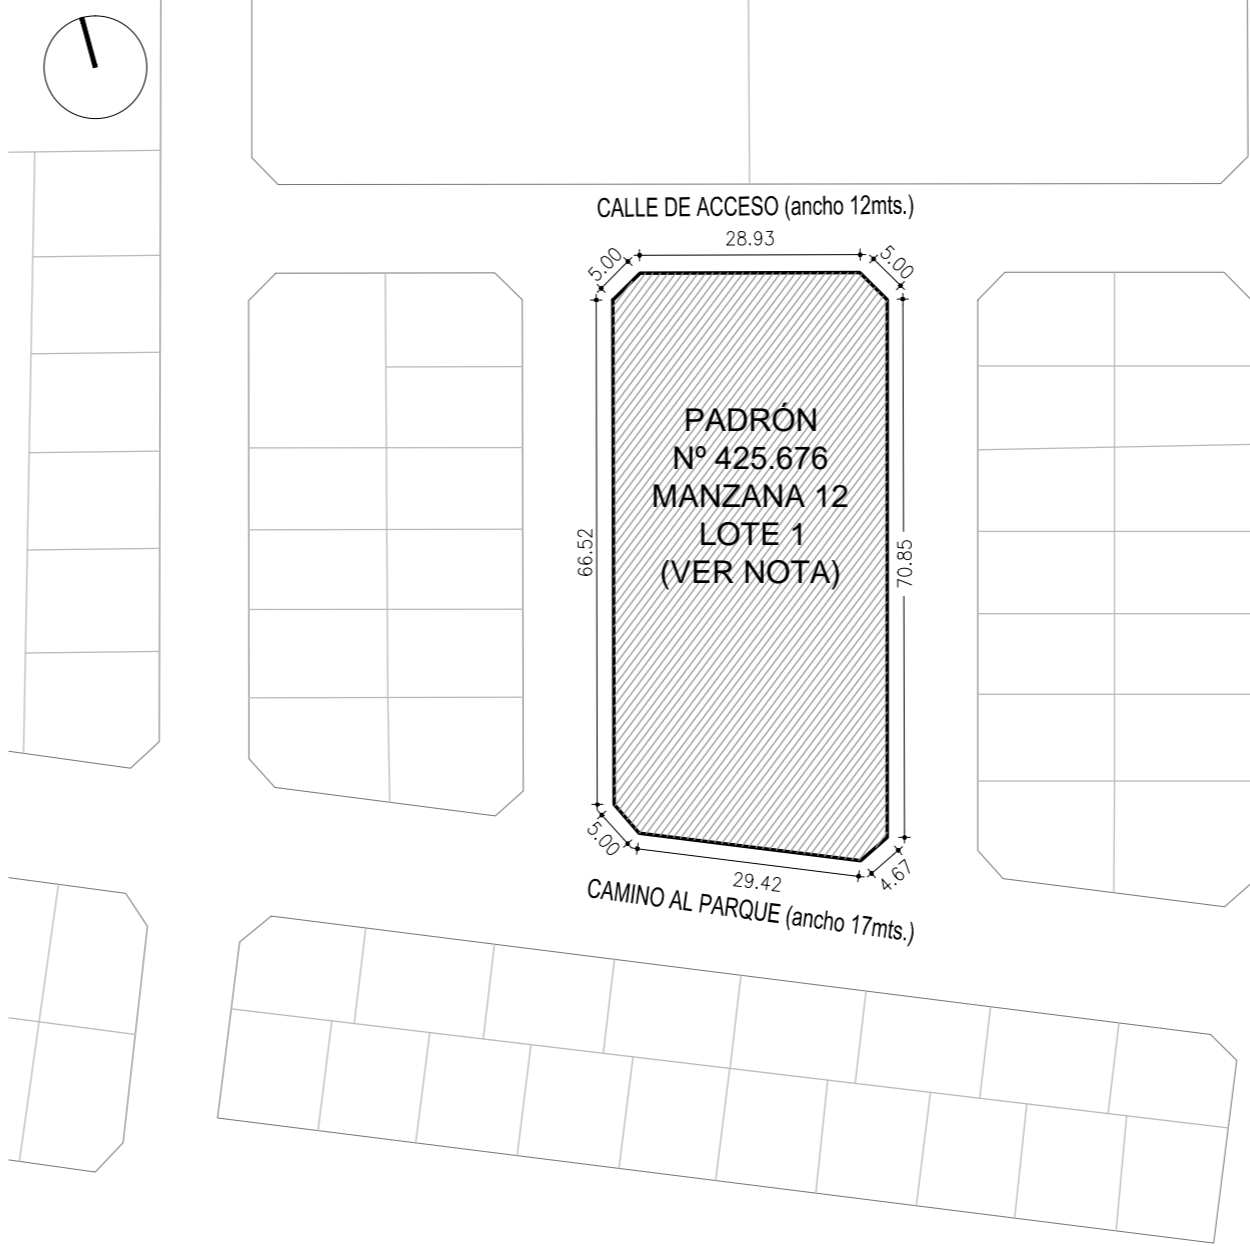 CALLE DE ACCESO (ancho 12mts.)
28.93
5.00
5.00
PADRÓN
Nº 425.676
MANZANA 12
LOTE 1
(VER NOTA)
66.52
70.85
5.00
29.42
4.67
CAMINO AL PARQUE (ancho 17mts.)